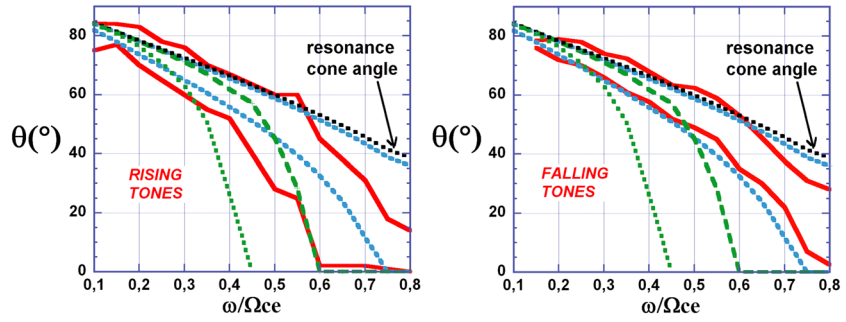 80
60
40
20
0
θ(°)
resonance
cone angle
RISING
TONES
0,1 0,2 0,3 0,4 0,5 0,6 0,7 0,8
ω/Ωce
80
60
40
20
0
θ(°)
resonance
cone angle
FALLING
TONES
0,1 0,2 0,3 0,4 0,5 0,6 0,7 0,8
ω/Ωce